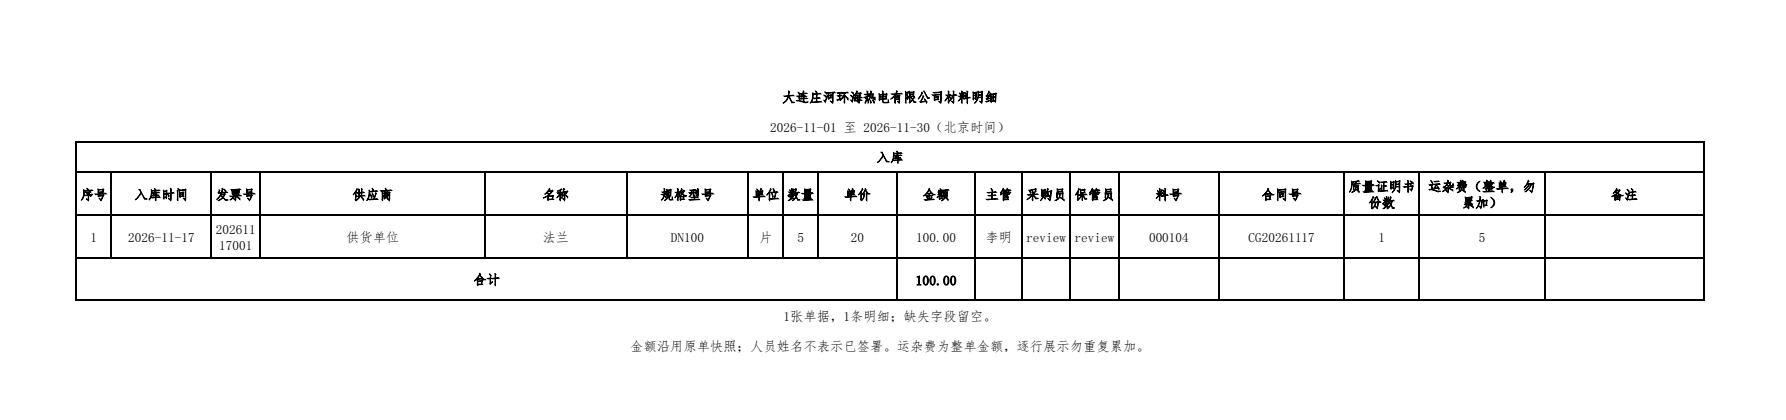 大连庄河环海热电有限公司材料明细
2026-11-01 至 2026-11-30（北京时间）
入库
序号 入库时间 发票号 供应商 名称 规格型号 单位 数量 单价 金额 主管 采购员 保管员 料号 合同号 质量证明书份数 运杂费（整单，勿累加） 备注
1 2026-11-17 20261117001 供货单位 法兰 DN100 片 5 20 100.00 李明 review review 000104 CG20261117 1 5
合计 100.00
1张单据，1条明细；缺失字段留空。
金额沿用原单快照；人员姓名不表示已签署。运杂费为整单金额，逐行展示勿重复累加。